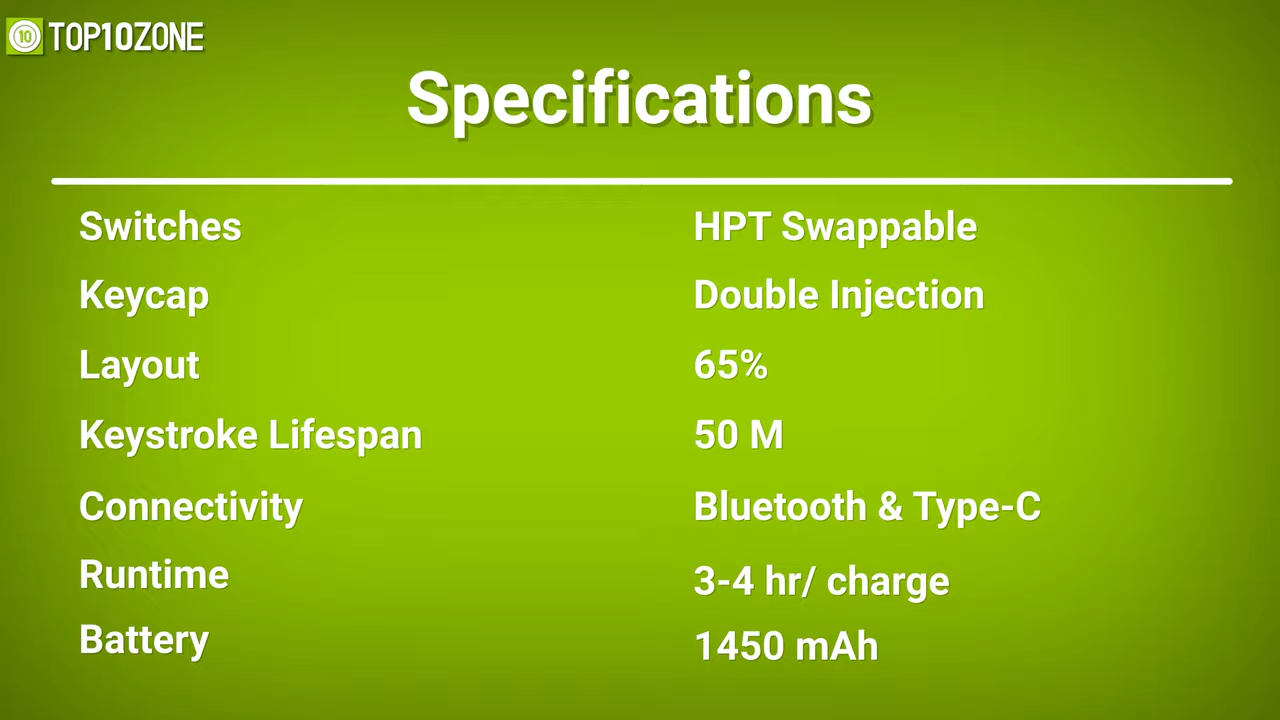 10 TOP10ZONE
Specifications
Switches HPT Swappable
Keycap Double Injection
Layout 65%
Keystroke Lifespan 50 M
Connectivity Bluetooth & Type-C
Runtime 3-4 hr/ charge
Battery 1450 mAh